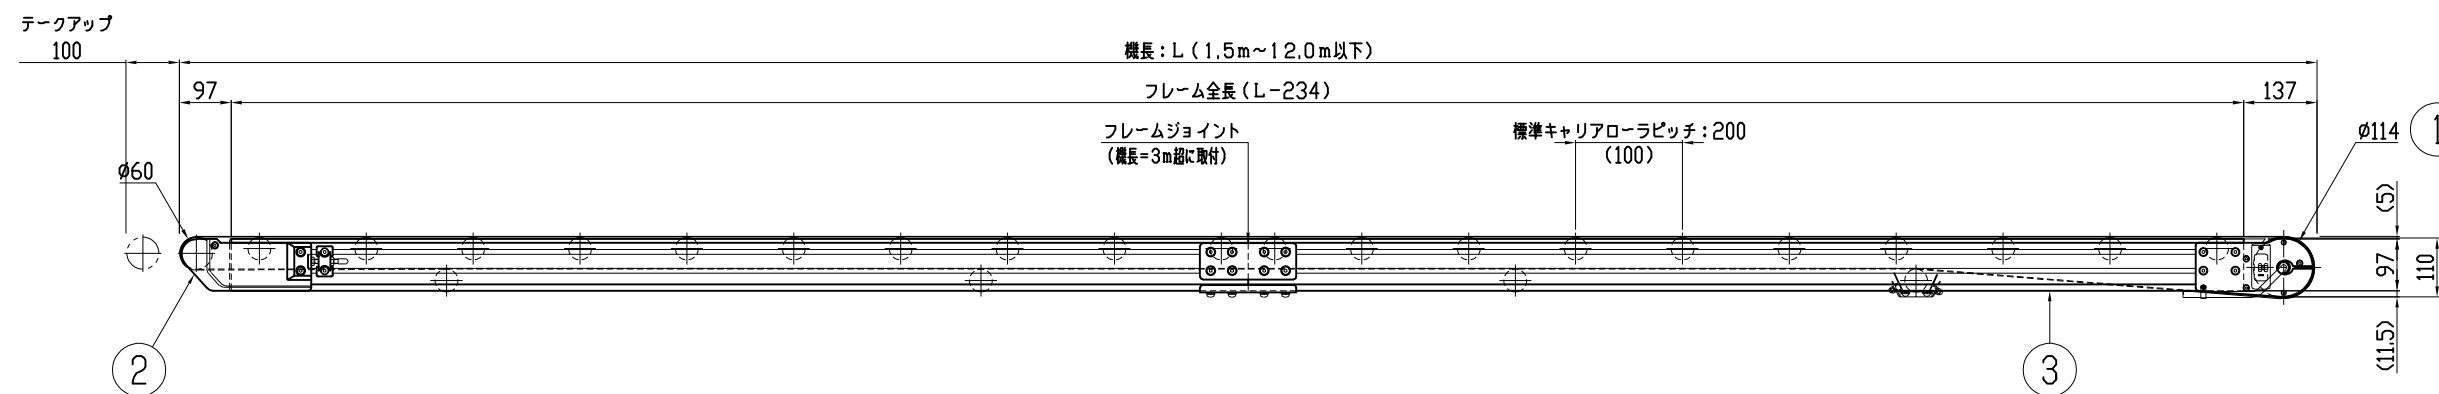 テークアップ
100
機長:L(1.5m~12.0m以下)
97
フレーム全長(L-234)
137
フレームジョイント
(機長=3m超に取付)
標準キャリアローラピッチ:200
(100)
ø114
1
ø60
(5)
97
110
(11.5)
2
3